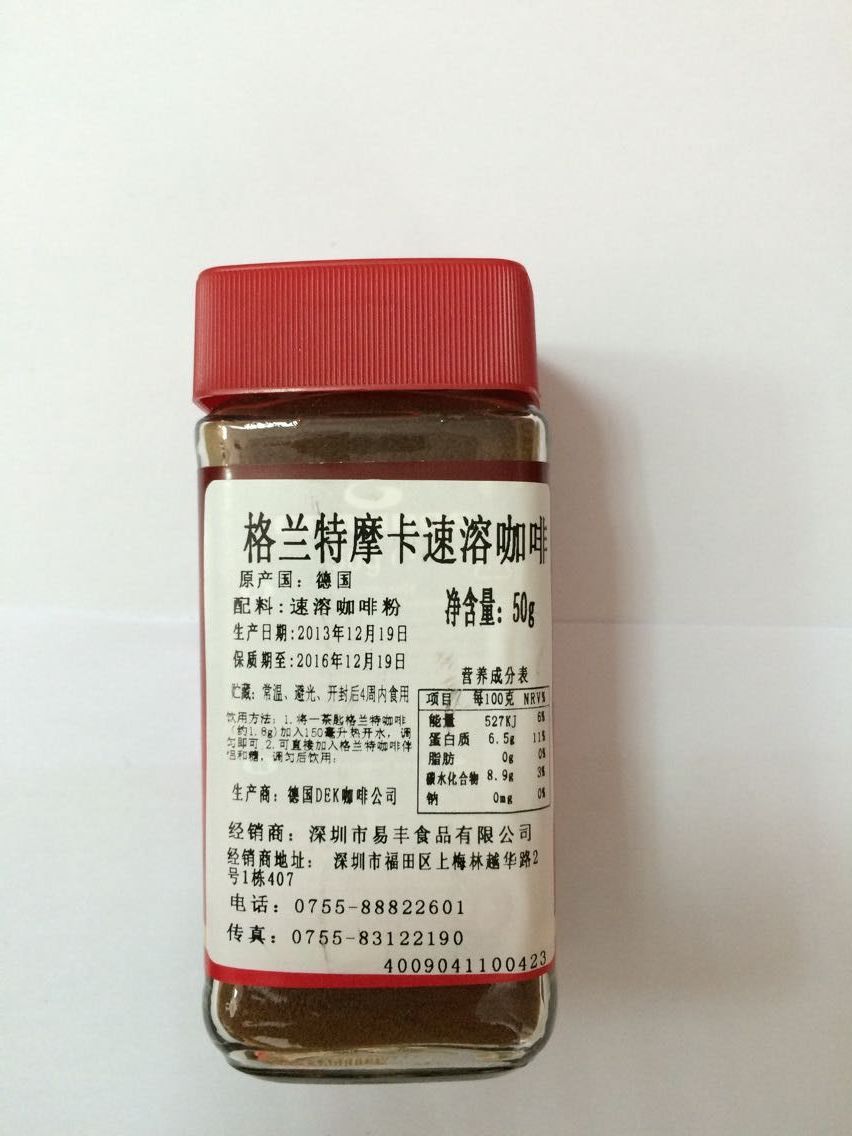 格兰特摩卡速溶咖啡
原产国：德国
配料：速溶咖啡粉
净含量：50g
生产日期:2013年12月19日
保质期至:2016年12月19日
贮藏：常温、避光、开封后4周内食用
饮用方法：1.将一茶匙格兰特咖啡
（约1.8g)加入150毫升热开水，调
匀即可 2.可直接加入格兰特咖啡伴
侣和糖，调匀后饮用；
营养成分表
项目 每100克 NRV%
能量 527KJ 6%
蛋白质 6.5g 11%
脂肪 0g 0%
碳水化合物 8.9g 3%
钠 0mg 0%
生产商：德国DEK咖啡公司
经销商：深圳市易丰食品有限公司
经销商地址： 深圳市福田区上梅林越华路2
号1栋407
电话：0755-88822601
传真：0755-83122190
4009041100423